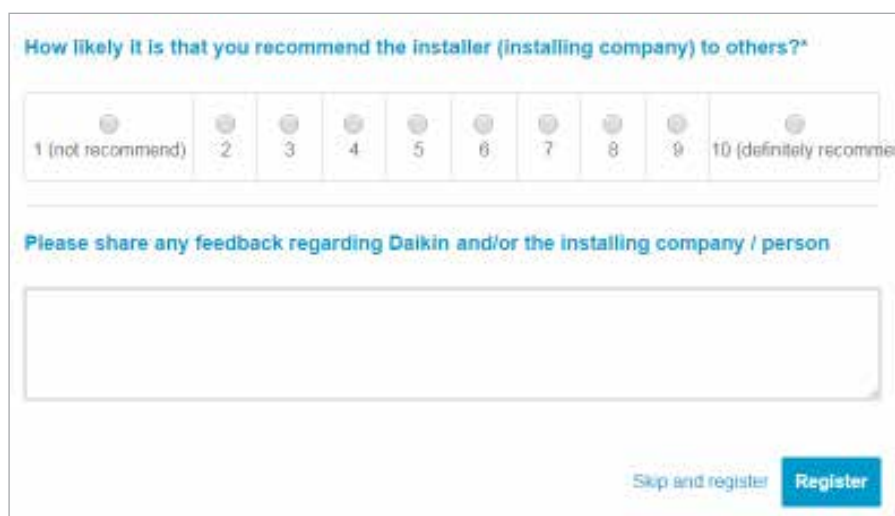 How likely it is that you recommend the installer (installing company) to others?*
1 (not recommend) 2 3 4 5 6 7 8 9 10 (definitely recomme
Please share any feedback regarding Daikin and/or the installing company / person
Skip and register Register